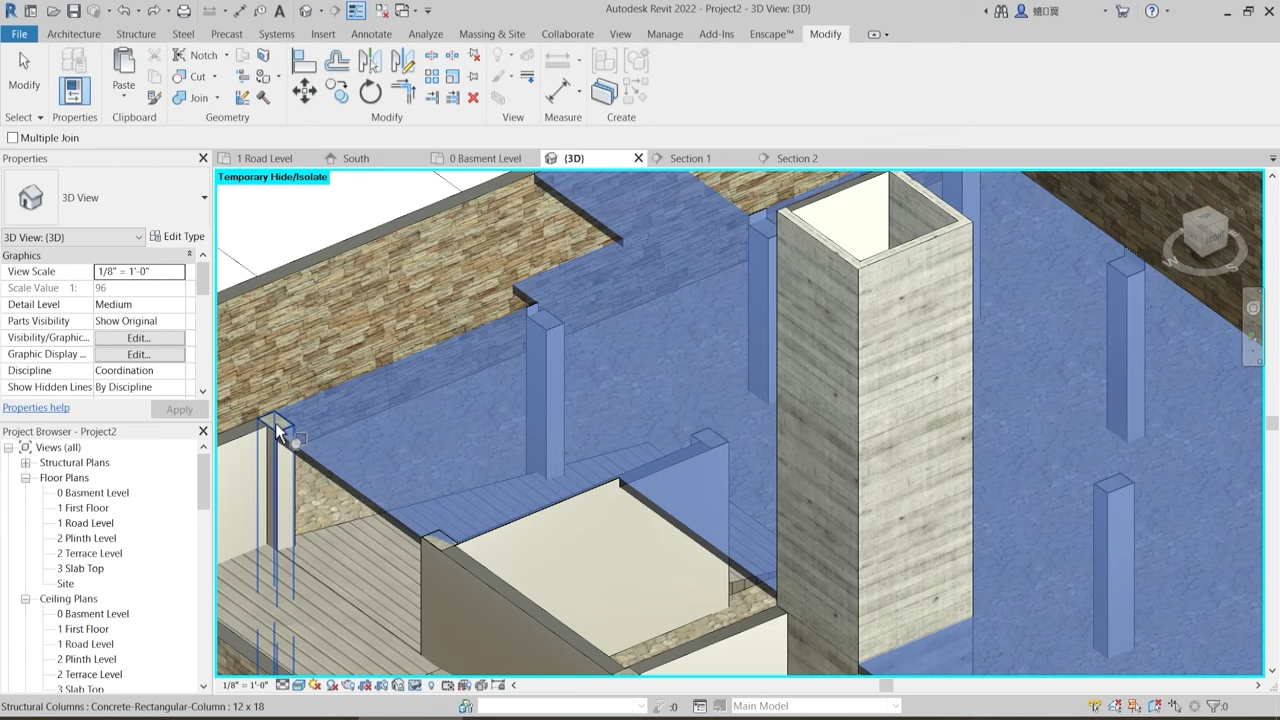 Autodesk Revit 2022 - Project2 - 3D View: {3D}
File Architecture Structure Steel Precast Systems Insert Annotate Analyze Massing & Site Collaborate View Manage Add-Ins Enscape™ Modify
Notch
Cut
Join
Modify Paste
Select Properties Clipboard Geometry Modify View Measure Create
Multiple Join
Properties
1 Road Level South 0 Basment Level {3D} Section 1 Section 2
Temporary Hide/Isolate
3D View
3D View: {3D} Edit Type
Graphics
View Scale 1/8" = 1'-0"
Scale Value 1: 96
Detail Level Medium
Parts Visibility Show Original
Visibility/Graphic... Edit...
Graphic Display ... Edit...
Discipline Coordination
Show Hidden Lines By Discipline
Properties help Apply
Project Browser - Project2
Views (all)
Structural Plans
Floor Plans
0 Basment Level
1 First Floor
1 Road Level
2 Plinth Level
2 Terrace Level
3 Slab Top
Site
Ceiling Plans
0 Basment Level
1 First Floor
1 Road Level
2 Plinth Level
2 Terrace Level
3 Slab Top
1/8" = 1'-0"
Structural Columns : Concrete-Rectangular-Column : 12 x 18 :0 Main Model :0